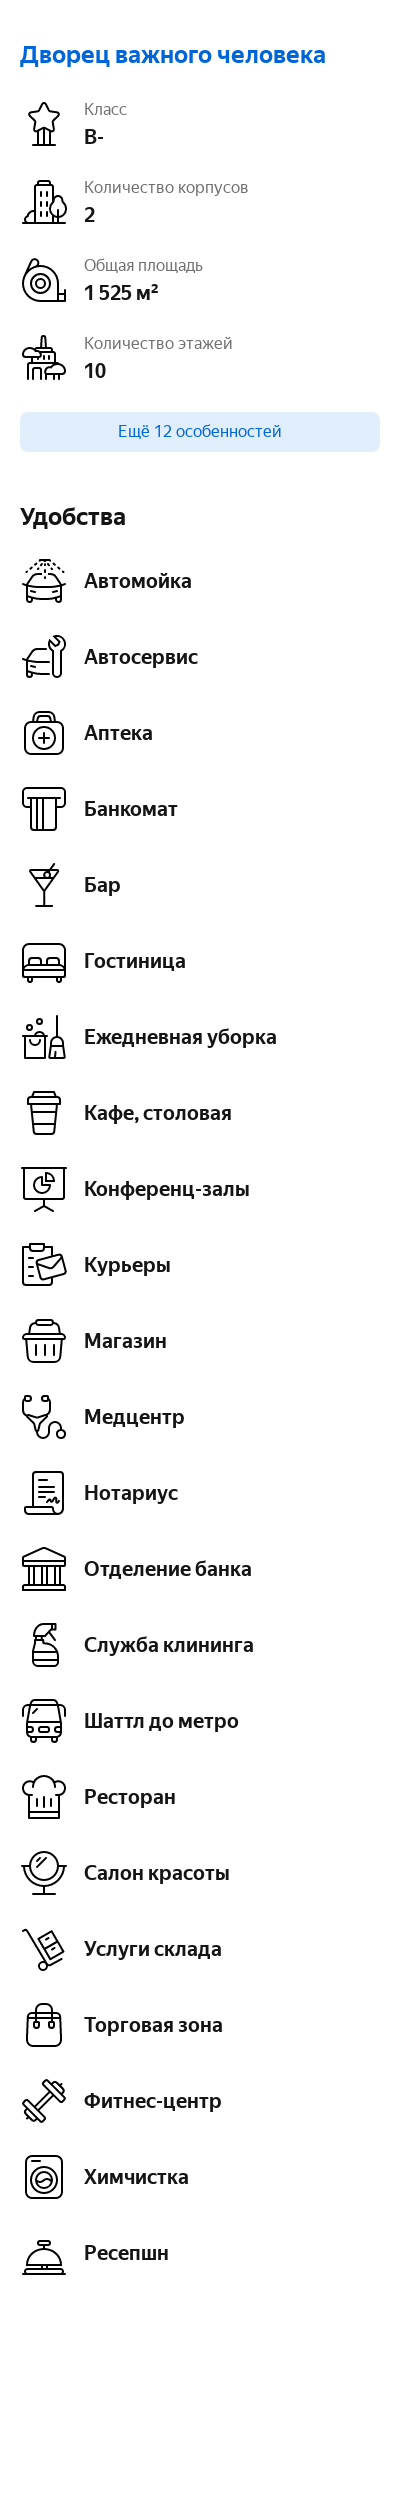 Дворец важного человека
Класс
B-
Количество корпусов
2
Общая площадь
1 525 м²
Количество этажей
10
Ещё 12 особенностей
Удобства
Автомойка
Автосервис
Аптека
Банкомат
Бар
Гостиница
Ежедневная уборка
Кафе, столовая
Конференц-залы
Курьеры
Магазин
Медцентр
Нотариус
Отделение банка
Служба клининга
Шаттл до метро
Ресторан
Салон красоты
Услуги склада
Торговая зона
Фитнес-центр
Химчистка
Ресепшн